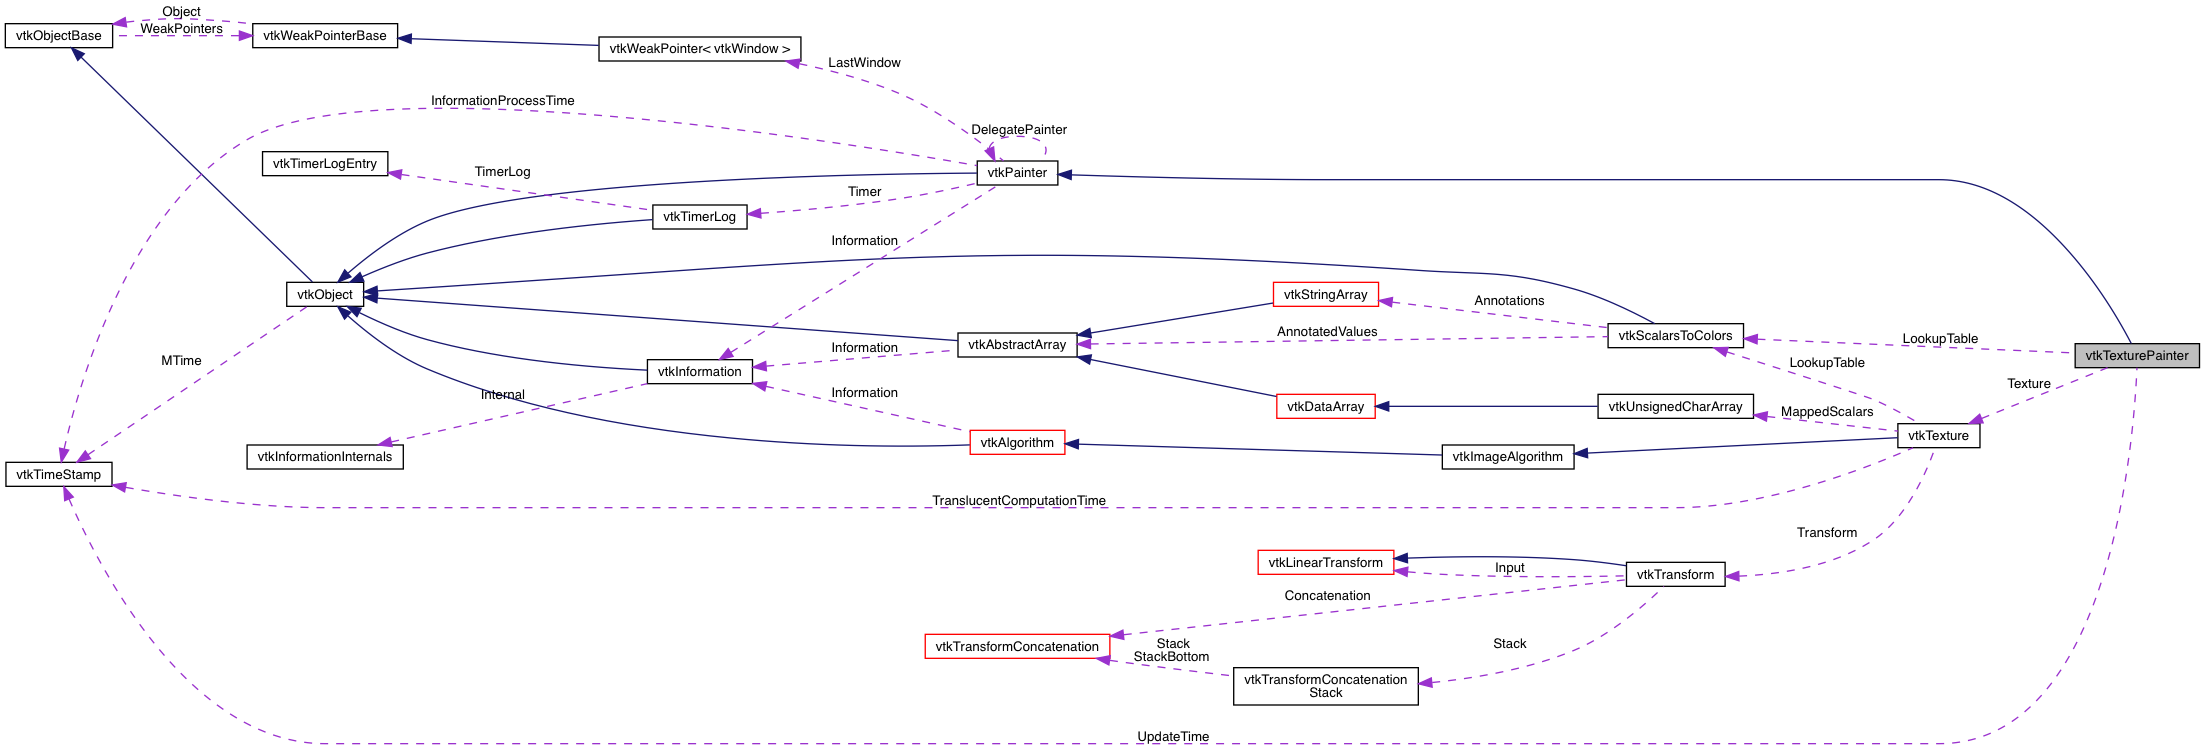 Object
WeakPointers
vtkObjectBase
vtkWeakPointerBase
vtkWeakPointer< vtkWindow >
LastWindow
InformationProcessTime
DelegatePainter
vtkTimerLogEntry
TimerLog
vtkPainter
Timer
vtkTimerLog
Information
vtkObject
vtkStringArray
Annotations
AnnotatedValues
vtkScalarsToColors
LookupTable
vtkAbstractArray
vtkTexturePainter
MTime
Information
vtkInformation
LookupTable
Texture
Internal
Information
vtkDataArray
vtkUnsignedCharArray
MappedScalars
vtkTexture
vtkAlgorithm
vtkInformationInternals
vtkImageAlgorithm
vtkTimeStamp
TranslucentComputationTime
Transform
vtkLinearTransform
Input
vtkTransform
Concatenation
vtkTransformConcatenation
Stack
StackBottom
Stack
vtkTransformConcatenation
Stack
UpdateTime